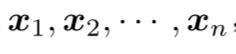 x₁, x₂, ⋯ , xₙ,